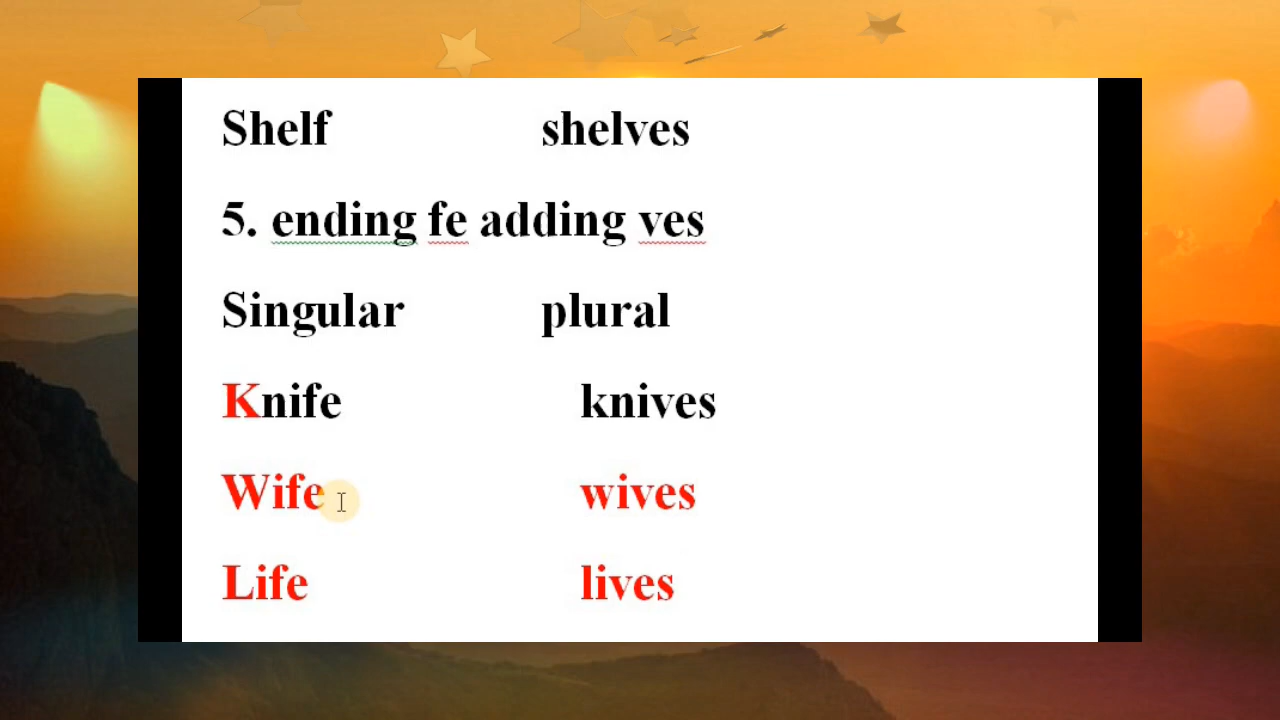 Shelf shelves
5. ending fe adding ves
Singular plural
Knife knives
Wife wives
Life lives